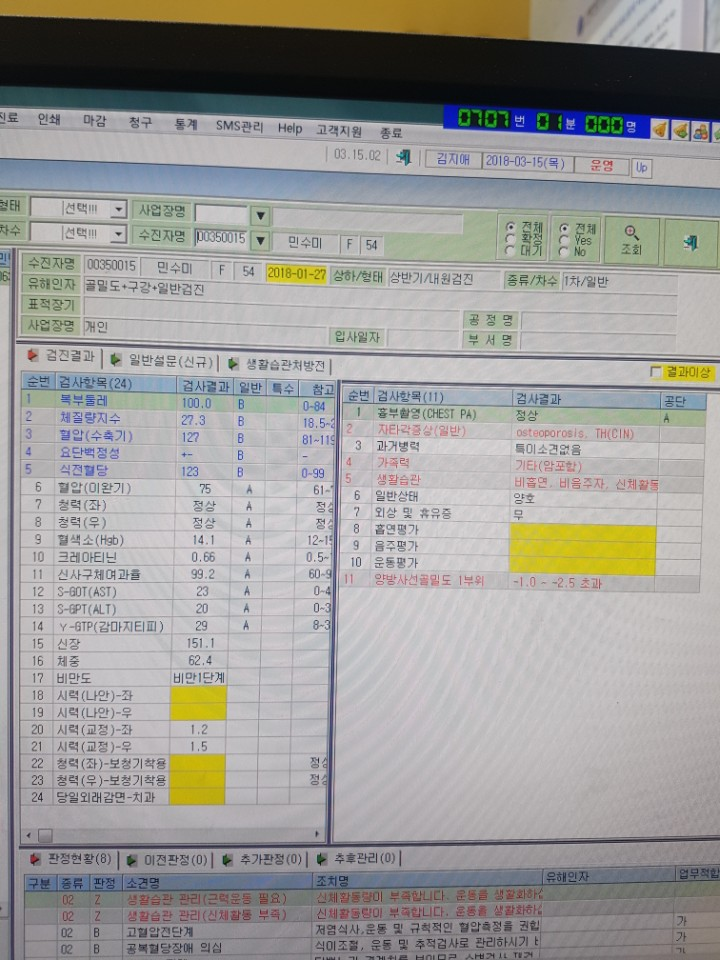 진료 인쇄 마감 청구 통계 SMS관리 Help 고객지원 종료 0707 번 01 분 000 명
03.15.02 김지애 2018-03-15(목) 운영 Up
형태 선택!!! 사업장명 전체 확정 대기 전체 Yes No 조회
차수 선택!!! 수진자명 00350015 민수미 F 54
수진자명 00350015 민수미 F 54 2018-01-27 상하/형태 상반기/내원검진 종류/차수 1차/일반
유해인자 골밀도+구강+일반검진
표적장기 공 정 명
사업장명 개인 입사일자 부 서 명
검진결과 일반설문(신규) 생활습관처방전 결과이상
순번 검사항목(24) 검사결과 일반 특수 참고
1 복부둘레 100.0 B 0-84
2 체질량지수 27.3 B 18.5-2
3 혈압(수축기) 127 B 81-119
4 요단백정성 +- B -
5 식전혈당 123 B 0-99
6 혈압(이완기) 75 A 61-
7 청력(좌) 정상 A 정상
8 청력(우) 정상 A 정상
9 혈색소(Hgb) 14.1 A 12-15
10 크레아티닌 0.66 A 0.5-
11 신사구체여과율 99.2 A 60-9
12 S-GOT(AST) 23 A 0-4
13 S-GPT(ALT) 20 A 0-3
14 Y-GTP(감마지티피) 29 A 8-3
15 신장 151.1
16 체중 62.4
17 비만도 비만1단계
18 시력(나안)-좌
19 시력(나안)-우
20 시력(교정)-좌 1.2
21 시력(교정)-우 1.5
22 청력(좌)-보청기착용 정상
23 청력(우)-보청기착용 정상
24 당일외래감면-치과
순번 검사항목(11) 검사결과 공단
1 흉부촬영(CHEST PA) 정상 A
2 자타각증상(일반) osteoporosis, TH(CIN)
3 과거병력 특이소견없음
4 가족력 기타(암포함)
5 생활습관 비흡연, 비음주자, 신체활동
6 일반상태 양호
7 외상 및 휴유증 무
8 흡연평가
9 음주평가
10 운동평가
11 양방사선골밀도 1부위 -1.0 - -2.5 초과
판정현황(8) 이전판정(0) 추가판정(0) 추후관리(0)
구분 종류 판정 소견명 조치명 유해인자 업무적합
02 Z 생활습관 관리(근력운동 필요) 신체활동량이 부족합니다. 운동을 생활화하
02 Z 생활습관 관리(신체활동 부족) 신체활동량이 부족합니다. 운동을 생활화하
02 B 고혈압전단계 저염식사,운동 및 규칙적인 혈압측정을 권합 가
02 B 공복혈당장애 의심 식이조절, 운동 및 추적검사로 관리하시기 가